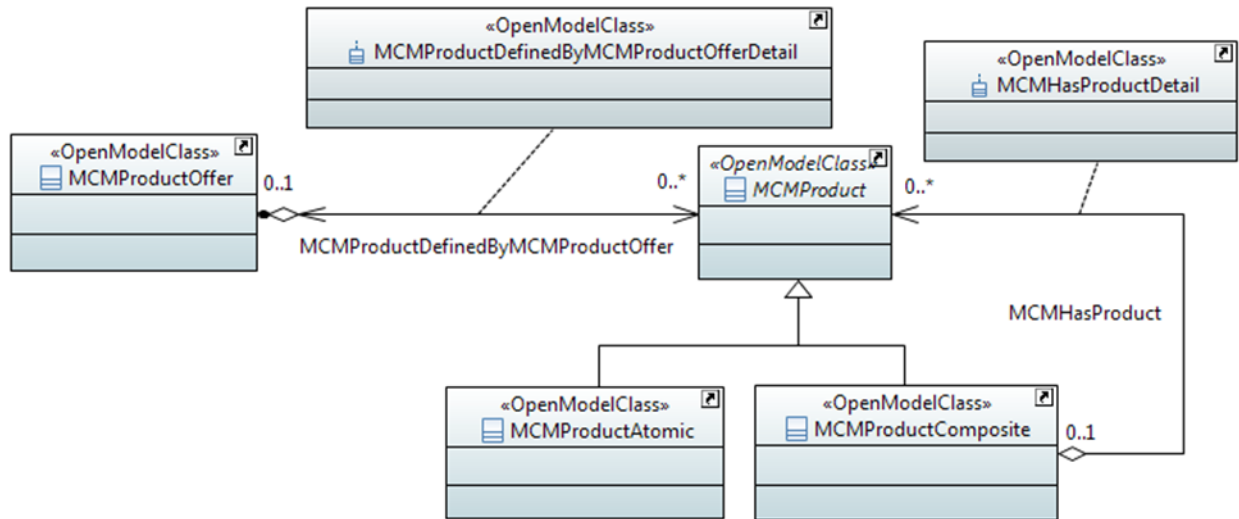 «OpenModelClass»
MCMProductDefinedByMCMProductOfferDetail
«OpenModelClass»
MCMHasProductDetail
«OpenModelClass»
MCMProductOffer
0..1
0..*
«OpenModelClass»
MCMProduct
0..*
MCMProductDefinedByMCMProductOffer
MCMHasProduct
«OpenModelClass»
MCMProductAtomic
«OpenModelClass»
MCMProductComposite
0..1